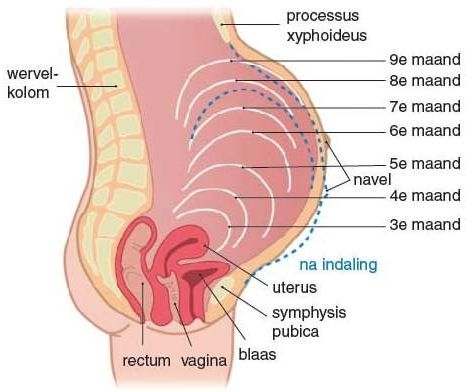 processus
xyphoideus
9e maand
wervel-
kolom
8e maand
7e maand
6e maand
5e maand
navel
4e maand
3e maand
na indaling
uterus
symphysis
pubica
rectum vagina blaas